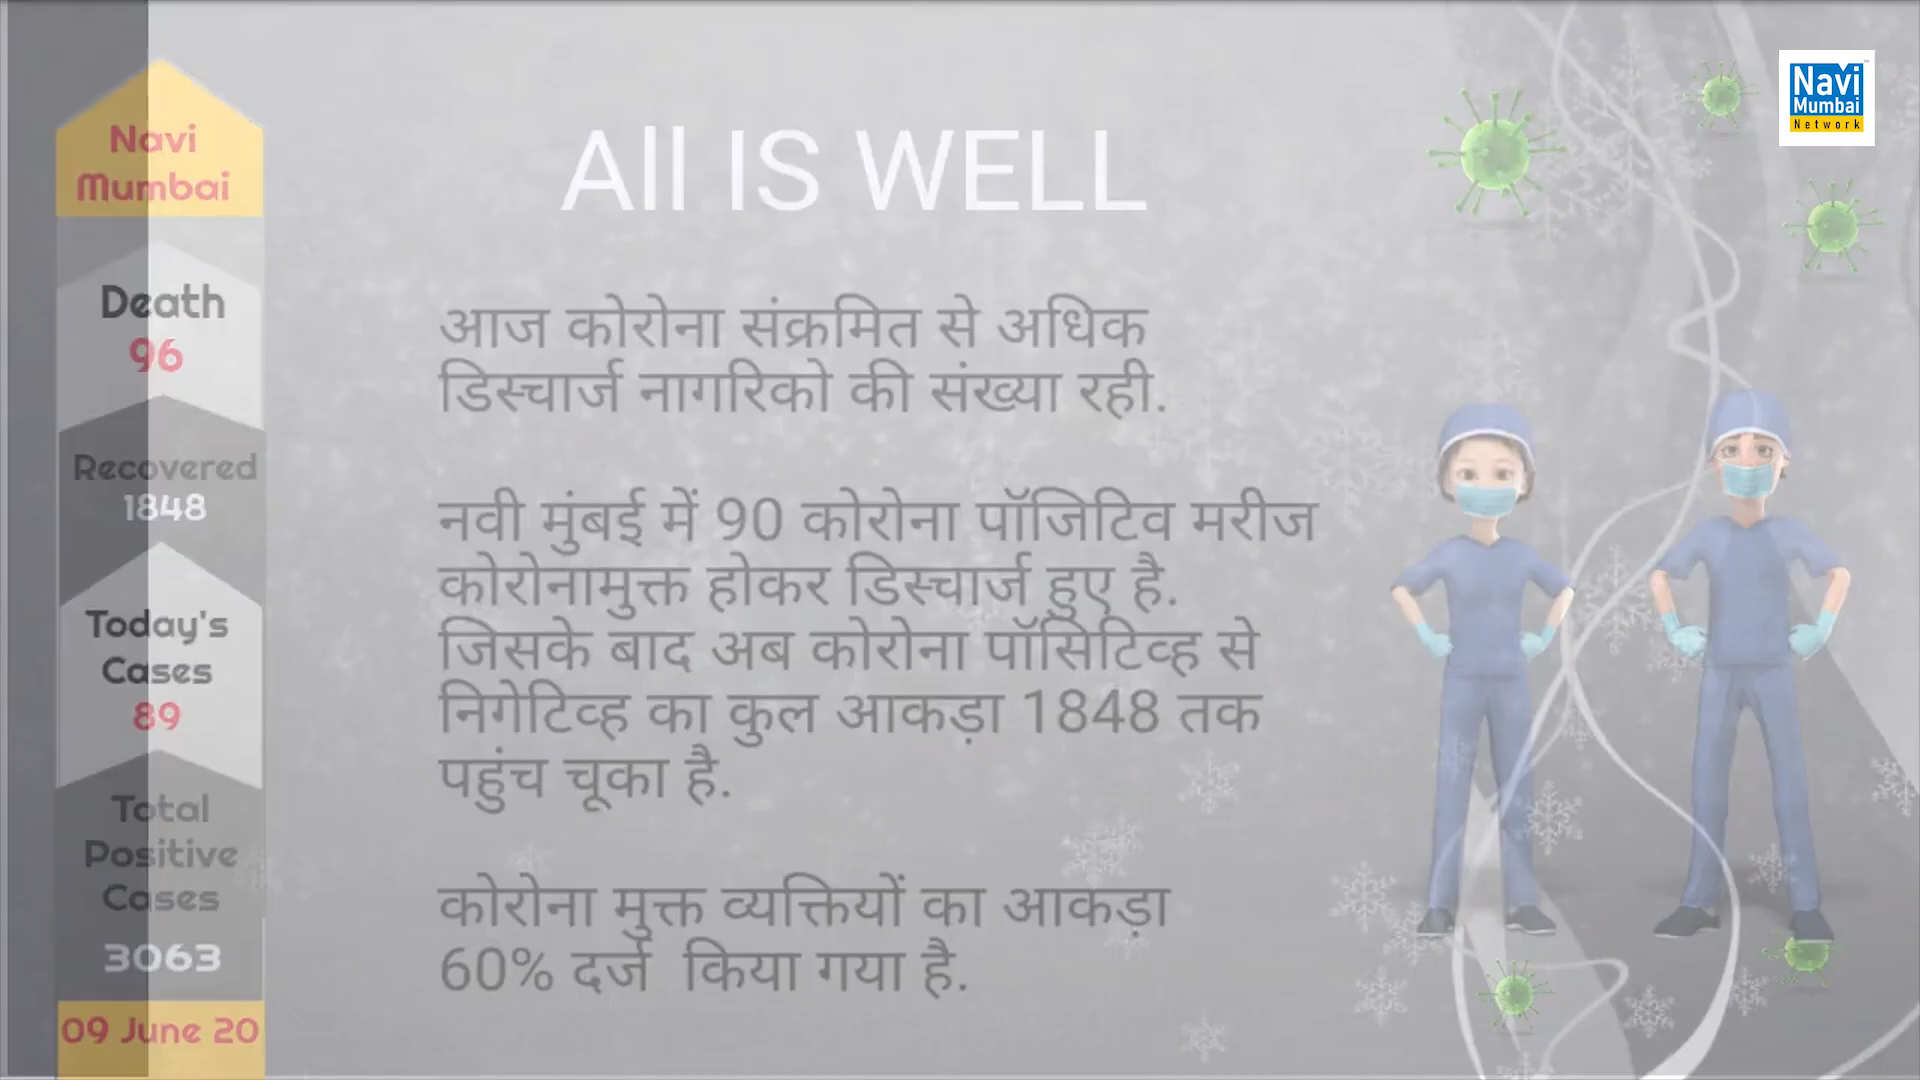 Navi
Mumbai
Death
96
Recovered
1848
Today's
Cases
89
Total
Positive
Cases
3063
09 June 20
All IS WELL
आज कोरोना संक्रमित से अधिक
डिस्चार्ज नागरिको की संख्या रही.
नवी मुंबई में 90 कोरोना पॉजिटिव मरीज
कोरोनामुक्त होकर डिस्चार्ज हुए है.
जिसके बाद अब कोरोना पॉसिटिव्ह से
निगेटिव्ह का कुल आकड़ा 1848 तक
पहुंच चूका है.
कोरोना मुक्त व्यक्तियों का आकड़ा
60% दर्ज  किया गया है.
Navi
Mumbai
Network